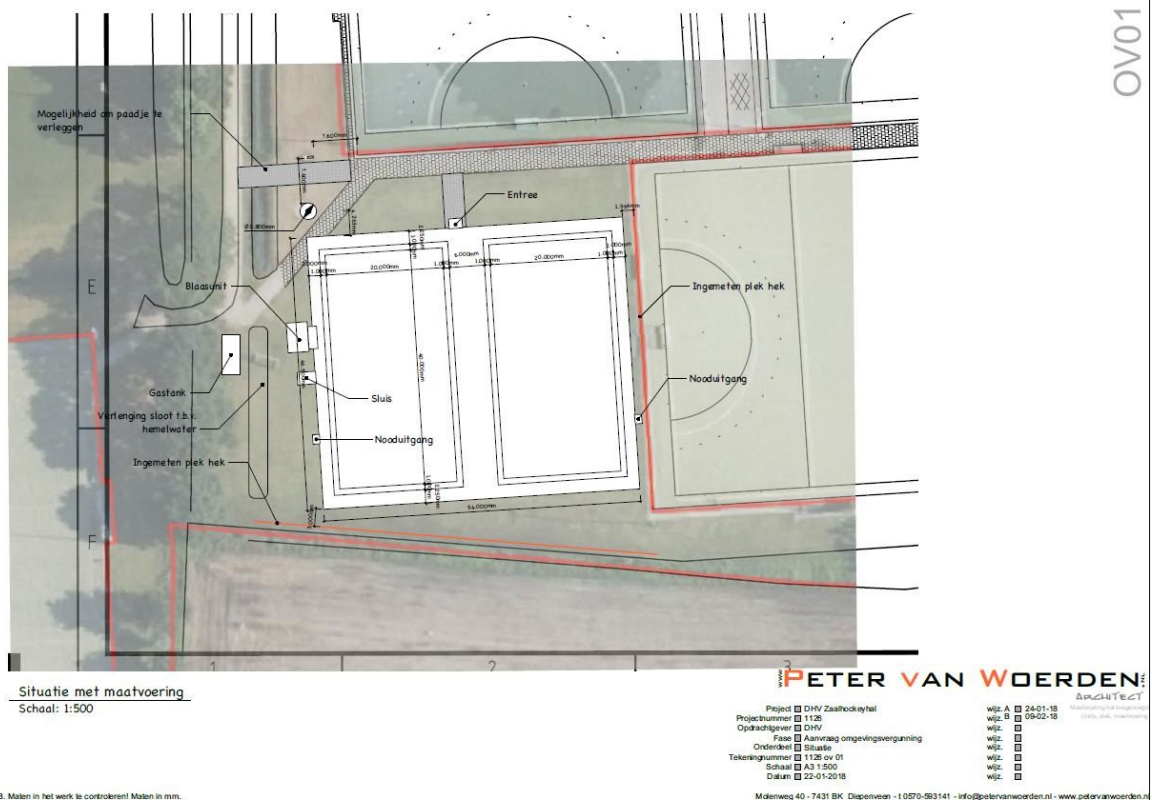 OV01
Mogelijkheid om paadje te
verleggen
7.600mm
Entree
1.000mm
20.000mm
6.000mm
20.000mm
E
Blaasunit
Ingemeten plek hek
Gastank
Sluis
Nooduitgang
Verlenging sloot t.b.v.
hemelwater
Nooduitgang
Ingemeten plek hek
54.000mm
F
1
2
3
Situatie met maatvoering
Schaal: 1:500
www. PETER VAN WOERDEN .NL
ARCHITECT
Project DHV Zaalhockeyhal
Projectnummer 1126
Opdrachtgever DHV
Fase Aanvraag omgevingsvergunning
Onderdeel Situatie
Tekeningnummer 1126 ov 01
Schaal A3 1:500
Datum 22-01-2018
wijz. A 24-01-18
wijz. B 09-02-18
wijz.
wijz.
wijz.
wijz.
wijz.
wijz.
3. Maten in het werk te controleren! Maten in mm.
Molenweg 40 - 7431 BK Diepenveen - t 0570-593141 - info@petervanwoerden.nl - www.petervanwoerden.nl